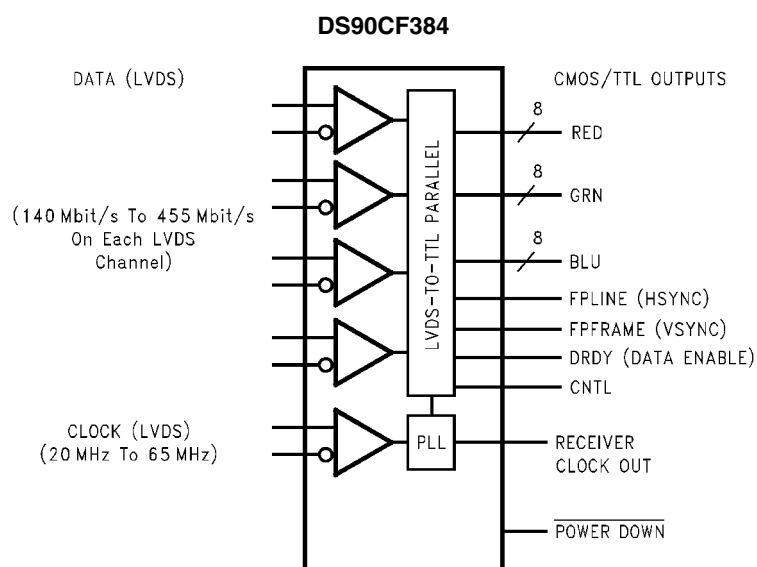 DS90CF384
DATA (LVDS)
CMOS/TTL OUTPUTS
8
RED
8
GRN
(140 Mbit/s To 455 Mbit/s
On Each LVDS
Channel)
8
BLU
LVDS-TO-TTL PARALLEL
FPLINE (HSYNC)
FPFRAME (VSYNC)
DRDY (DATA ENABLE)
CNTL
CLOCK (LVDS)
(20 MHz To 65 MHz)
PLL
RECEIVER
CLOCK OUT
POWER DOWN